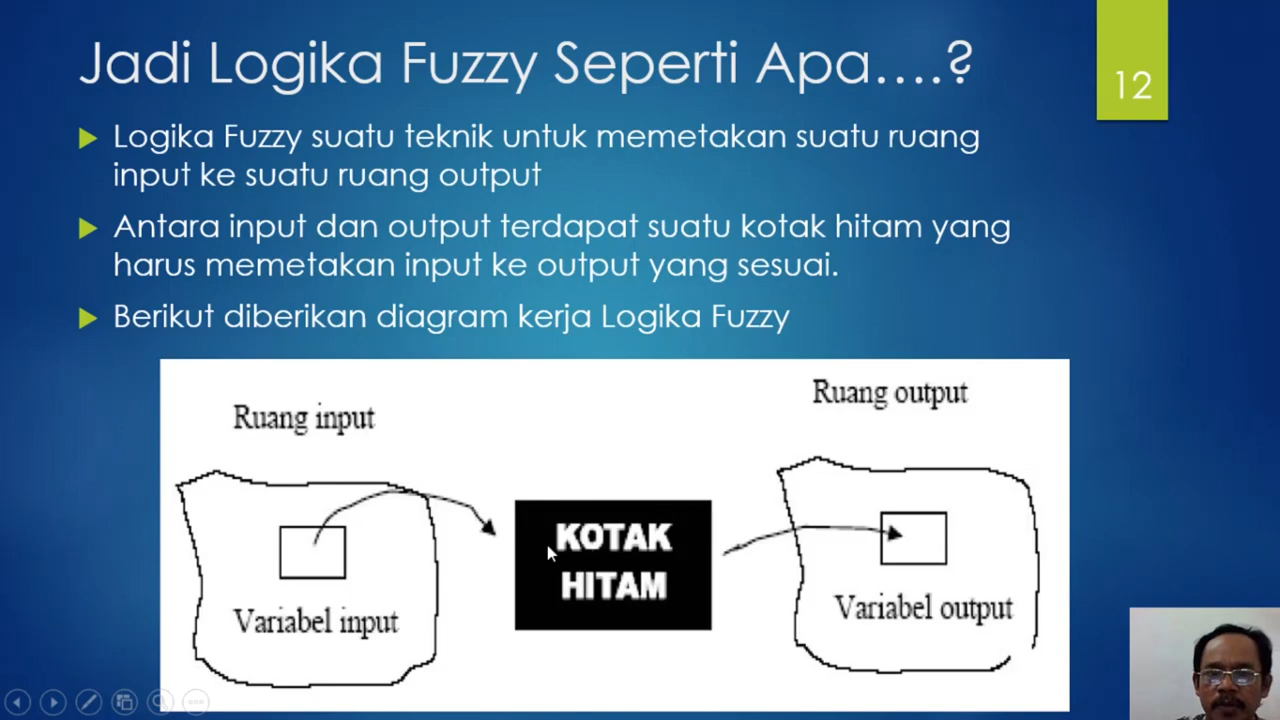 Jadi Logika Fuzzy Seperti Apa....?
12
Logika Fuzzy suatu teknik untuk memetakan suatu ruang
input ke suatu ruang output
Antara input dan output terdapat suatu kotak hitam yang
harus memetakan input ke output yang sesuai.
Berikut diberikan diagram kerja Logika Fuzzy
Ruang input
Ruang output
KOTAK
HITAM
Variabel input
Variabel output